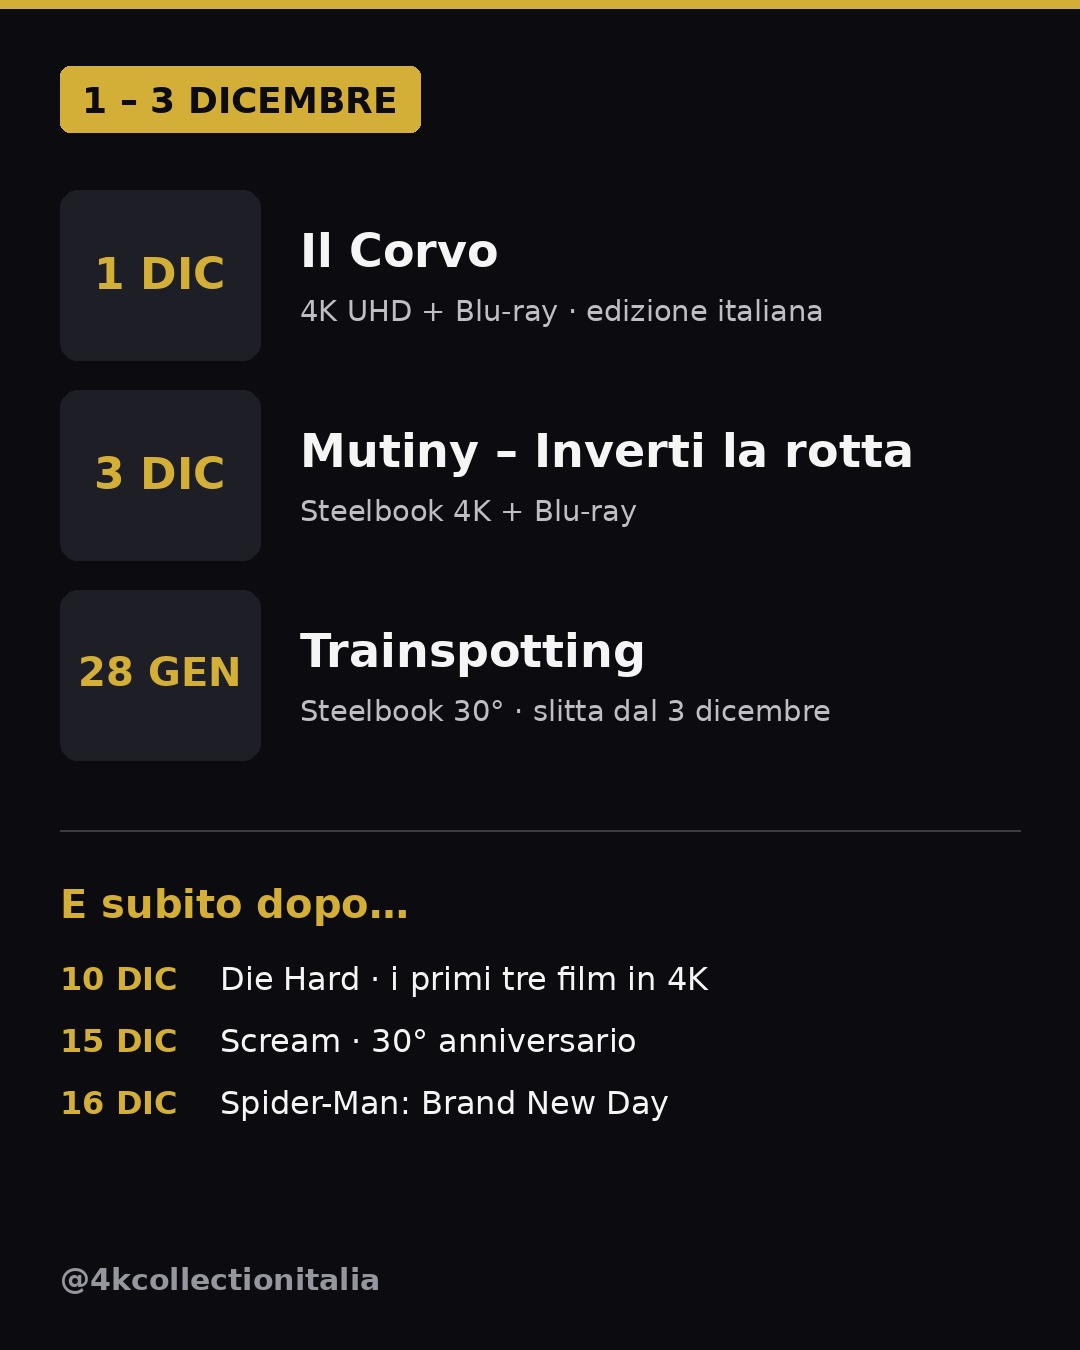 1 – 3 DICEMBRE
1 DIC
Il Corvo
4K UHD + Blu-ray · edizione italiana
3 DIC
Mutiny – Inverti la rotta
Steelbook 4K + Blu-ray
28 GEN
Trainspotting
Steelbook 30° · slitta dal 3 dicembre
E subito dopo…
10 DIC Die Hard · i primi tre film in 4K
15 DIC Scream · 30° anniversario
16 DIC Spider-Man: Brand New Day
@4kcollectionitalia